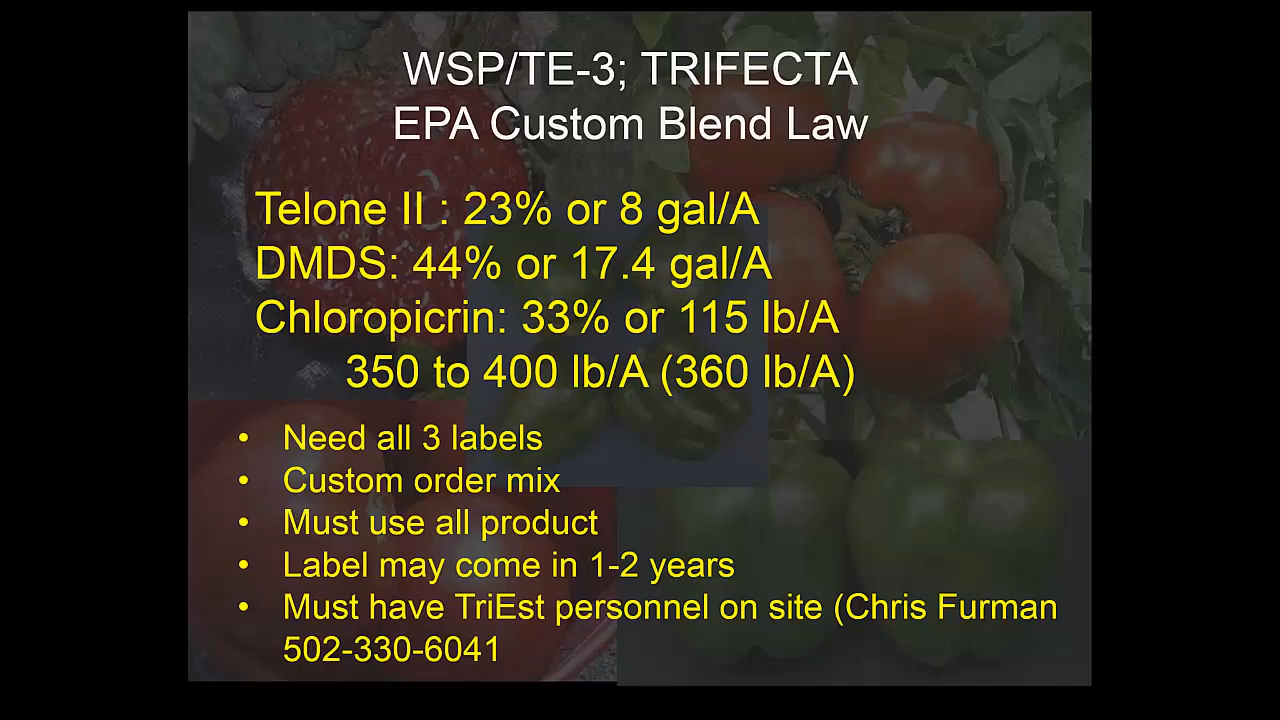 WSP/TE-3; TRIFECTA
EPA Custom Blend Law
Telone II : 23% or 8 gal/A
DMDS: 44% or 17.4 gal/A
Chloropicrin: 33% or 115 lb/A
350 to 400 lb/A (360 lb/A)
• Need all 3 labels
• Custom order mix
• Must use all product
• Label may come in 1-2 years
• Must have TriEst personnel on site (Chris Furman
502-330-6041